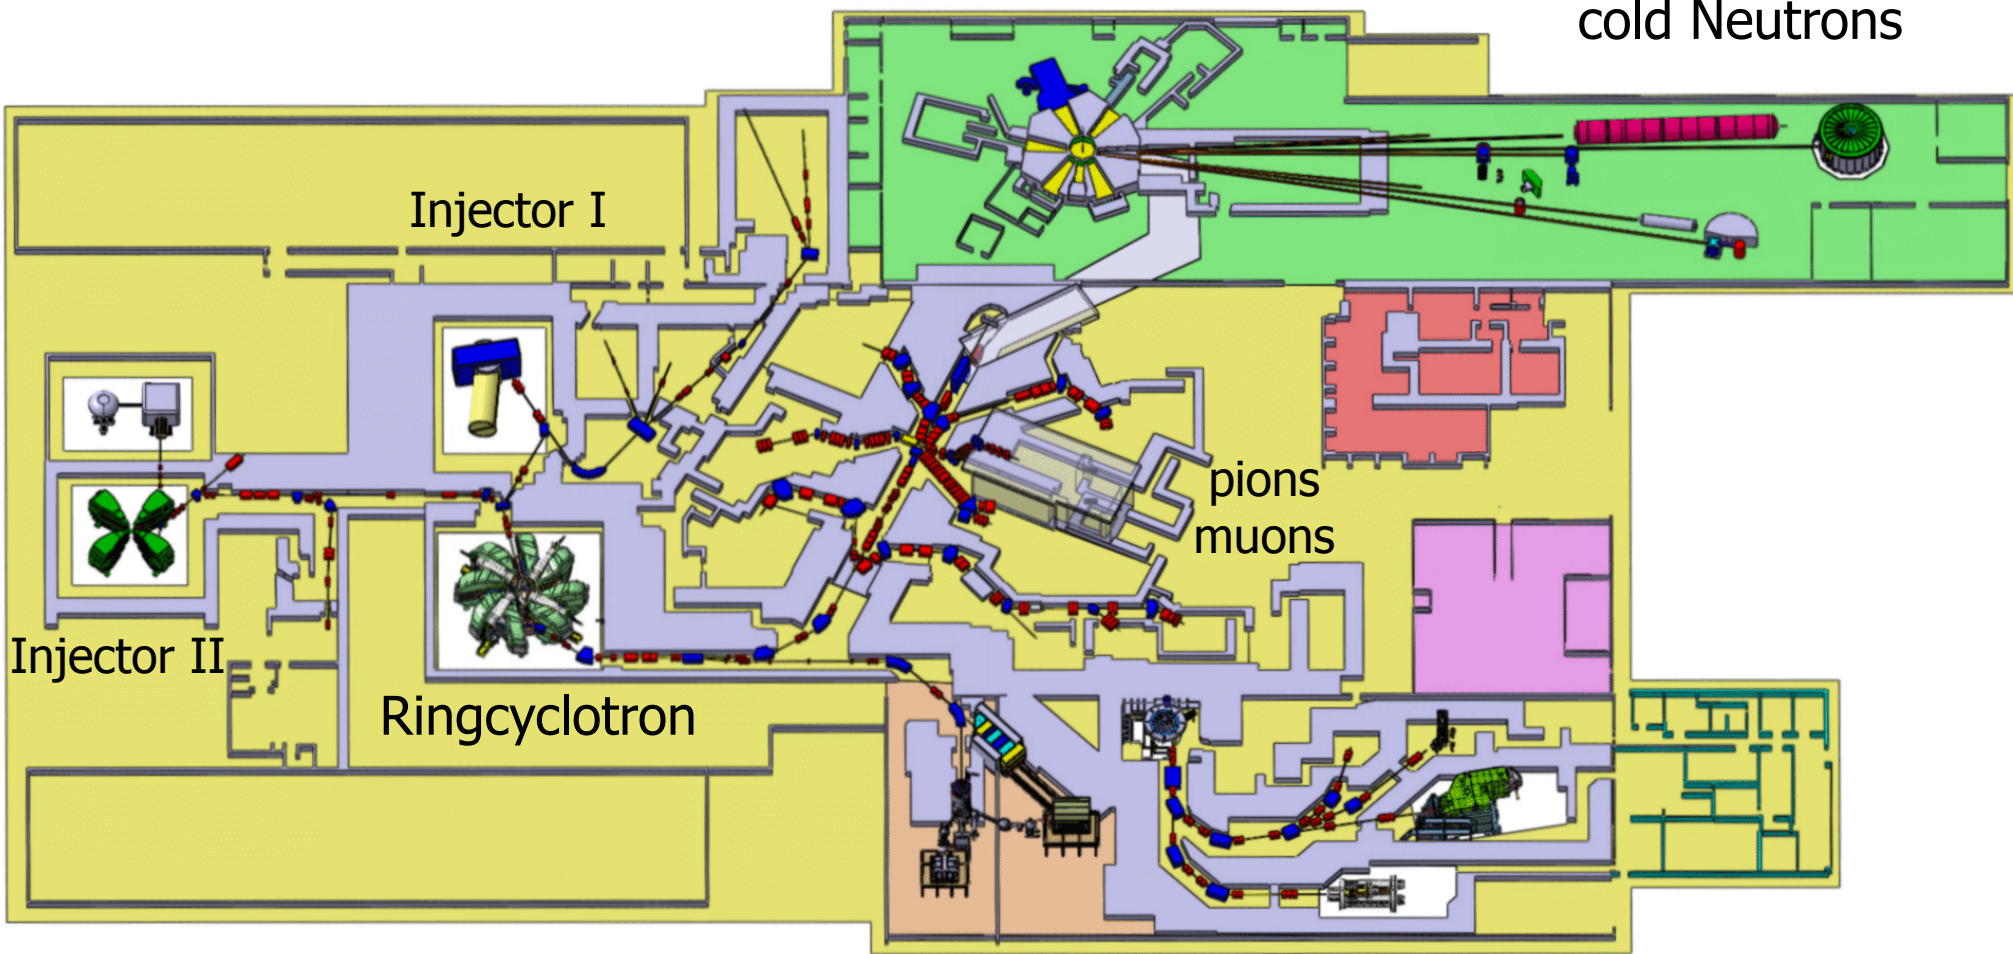 cold Neutrons
Injector I
pions
muons
Injector II
Ringcyclotron